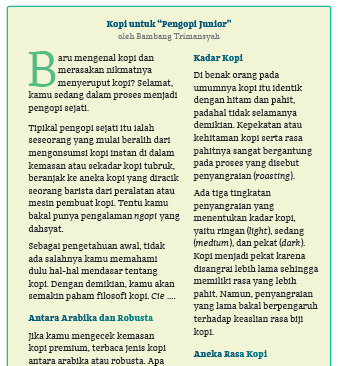 Kopi untuk “Pengopi Junior”
oleh Bambang Trimansyah
Baru mengenal kopi dan
merasakan nikmatnya
menyeruput kopi? Selamat,
kamu sedang dalam proses menjadi
pengopi sejati.
Tipikal pengopi sejati itu ialah
seseorang yang mulai beralih dari
mengonsumsi kopi instan di dalam
kemasan atau sekadar kopi tubruk,
beranjak ke aneka kopi yang diracik
seorang barista dari peralatan atau
mesin pembuat kopi. Tentu kamu
bakal punya pengalaman ngopi yang
dahsyat.
Sebagai pengetahuan awal, tidak
ada salahnya kamu memahami
dulu hal-hal mendasar tentang
kopi. Dengan demikian, kamu akan
semakin paham filosofi kopi. Cie ....
Antara Arabika dan Robusta
Jika kamu mengecek kemasan
kopi premium, terbaca jenis kopi
antara arabika atau robusta. Apa
Kadar Kopi
Di benak orang pada
umumnya kopi itu identik
dengan hitam dan pahit,
padahal tidak selamanya
demikian. Kepekatan atau
kehitaman kopi serta rasa
pahitnya sangat bergantung
pada proses yang disebut
penyangraian (roasting).
Ada tiga tingkatan
penyangraian yang
menentukan kadar kopi,
yaitu ringan (light), sedang
(medium), dan pekat (dark).
Kopi menjadi pekat karena
disangrai lebih lama sehingga
memiliki rasa yang lebih
pahit. Namun, penyangraian
yang lama bakal berpengaruh
terhadap keaslian rasa biji
kopi.
Aneka Rasa Kopi